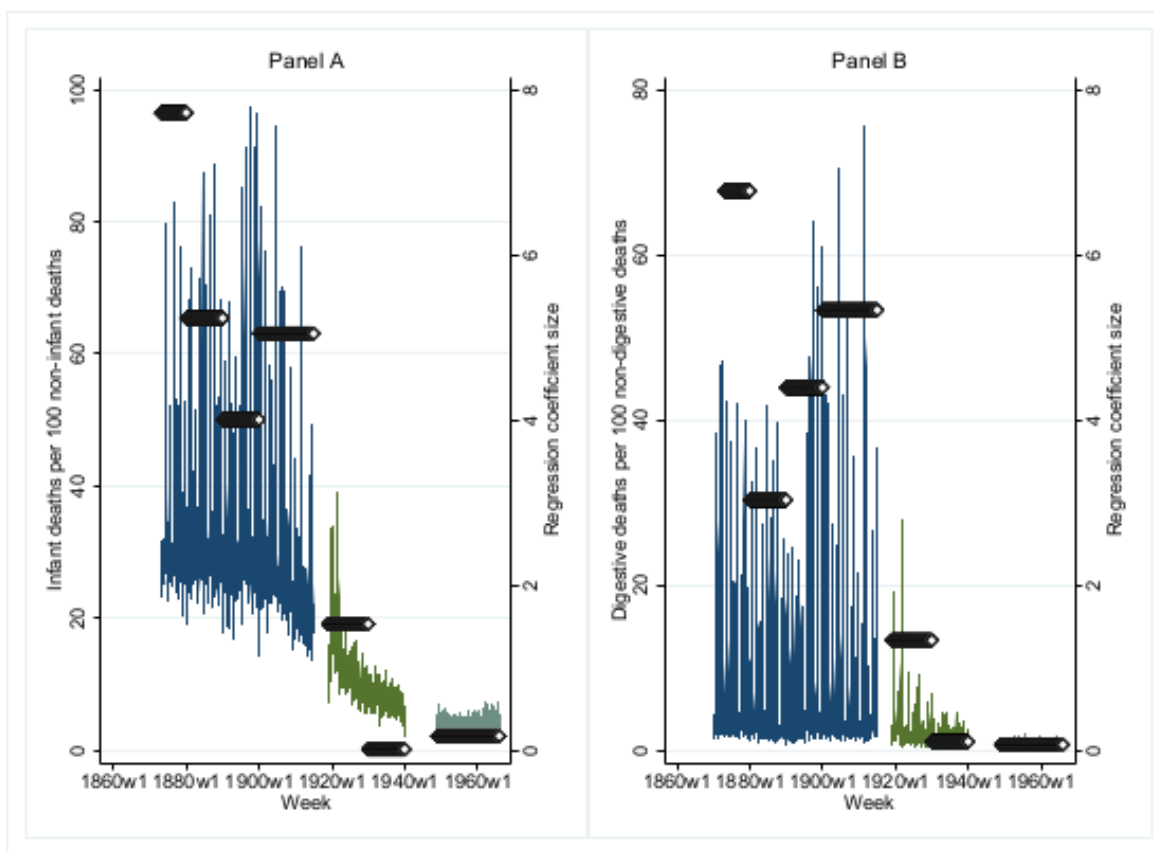 Panel A
Infant deaths per 100 non-infant deaths
0 20 40 60 80 100
Regression coefficient size
0 2 4 6 8
1860w1 1880w1 1900w1 1920w1 1940w1 1960w1
Week
Panel B
Digestive deaths per 100 non-digestive deaths
0 20 40 60 80
Regression coefficient size
0 2 4 6 8
1860w1 1880w1 1900w1 1920w1 1940w1 1960w1
Week